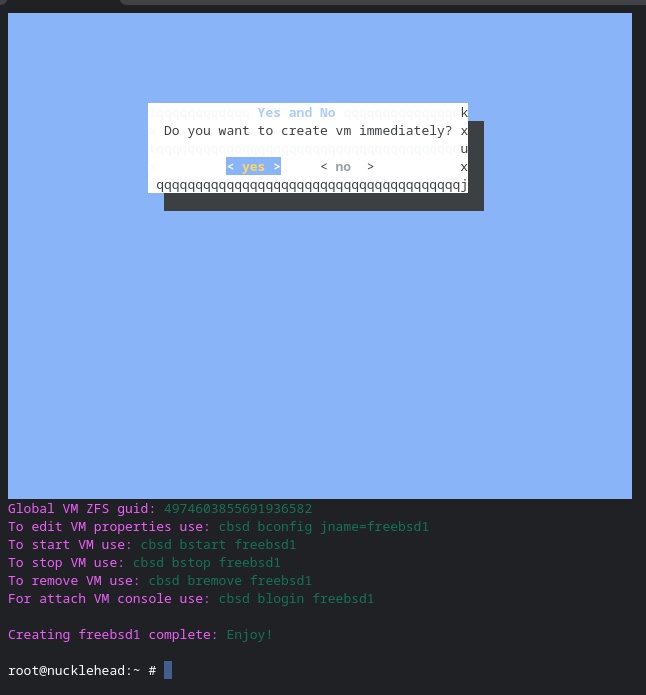 Yes and No k
Do you want to create vm immediately? x
u
< yes > < no > x
qqqqqqqqqqqqqqqqqqqqqqqqqqqqqqqqqqqqqqqj
Global VM ZFS guid: 4974603855691936582
To edit VM properties use: cbsd bconfig jname=freebsd1
To start VM use: cbsd bstart freebsd1
To stop VM use: cbsd bstop freebsd1
To remove VM use: cbsd bremove freebsd1
For attach VM console use: cbsd blogin freebsd1
Creating freebsd1 complete: Enjoy!
root@nucklehead:~ #